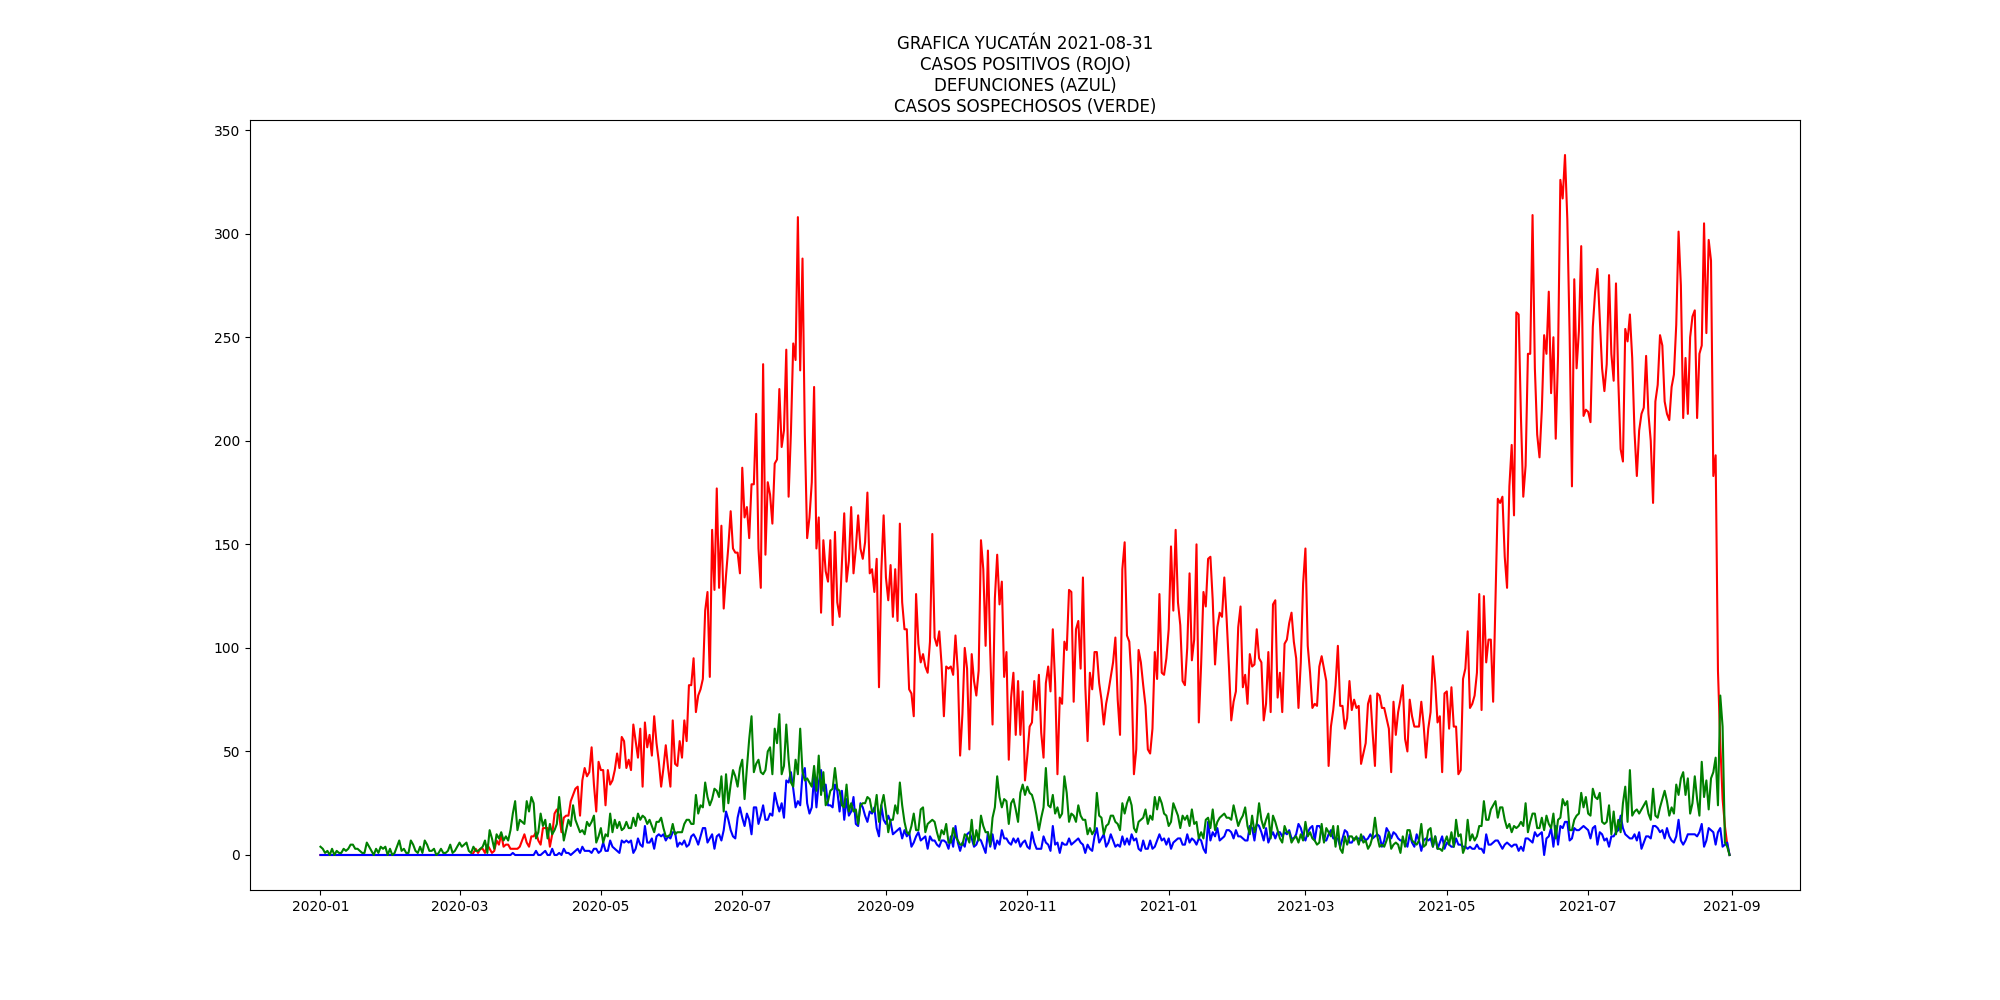 GRAFICA YUCATÁN 2021-08-31
CASOS POSITIVOS (ROJO)
DEFUNCIONES (AZUL)
CASOS SOSPECHOSOS (VERDE)
350
300
250
200
150
100
50
0
2020-01 2020-03 2020-05 2020-07 2020-09 2020-11 2021-01 2021-03 2021-05 2021-07 2021-09